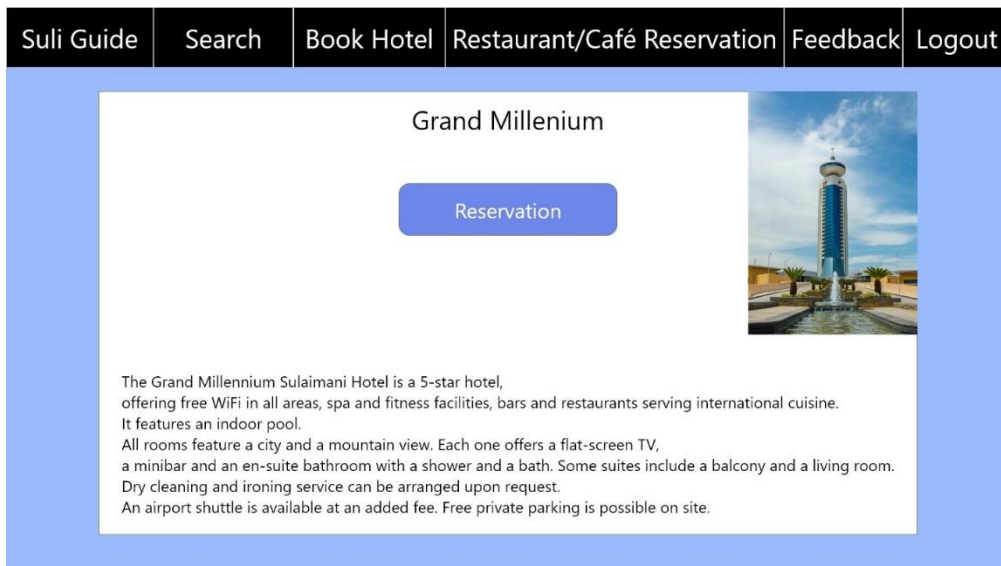 Suli Guide Search Book Hotel Restaurant/Café Reservation Feedback Logout
Grand Millenium
Reservation
The Grand Millennium Sulaimani Hotel is a 5-star hotel,
offering free WiFi in all areas, spa and fitness facilities, bars and restaurants serving international cuisine.
It features an indoor pool.
All rooms feature a city and a mountain view. Each one offers a flat-screen TV,
a minibar and an en-suite bathroom with a shower and a bath. Some suites include a balcony and a living room.
Dry cleaning and ironing service can be arranged upon request.
An airport shuttle is available at an added fee. Free private parking is possible on site.